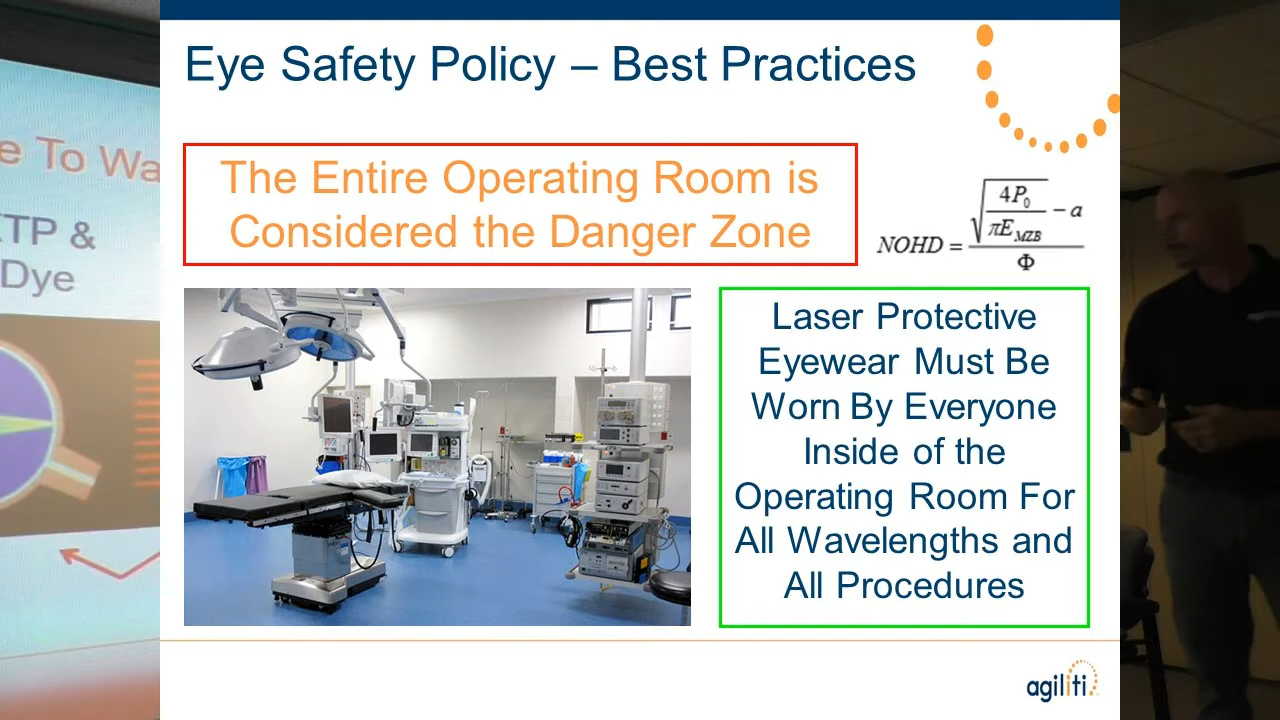 Eye Safety Policy – Best Practices
The Entire Operating Room is
Considered the Danger Zone
NOHD = (√(4P₀/πE_MZB) − a)/Φ
Laser Protective
Eyewear Must Be
Worn By Everyone
Inside of the
Operating Room For
All Wavelengths and
All Procedures
agiliti
e To Wa
TP &
Dye